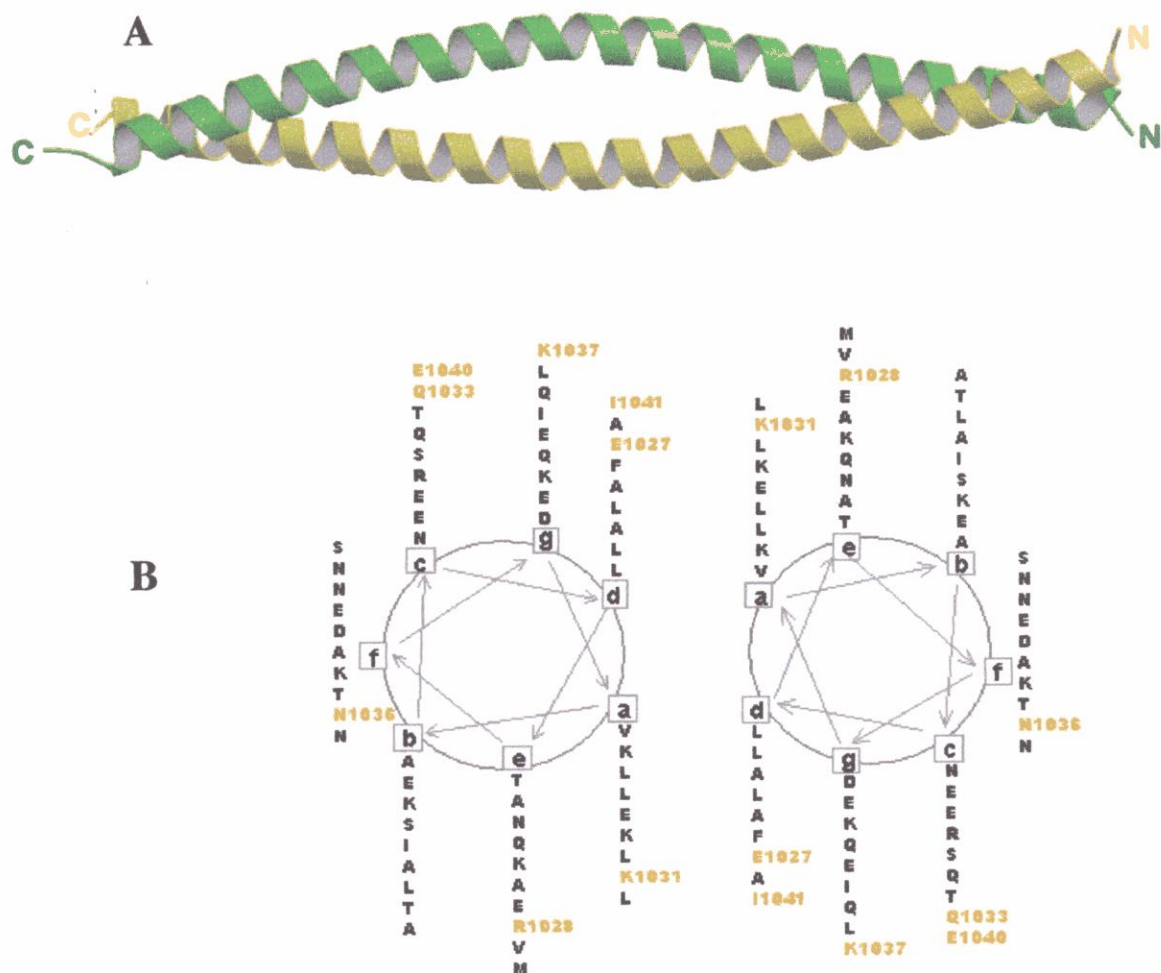 A
N
C
C
N
B
E1040
Q1033
T Q S R E E N
c
K1037
L Q I E Q K E D
g
I1041
A
E1027
F A L A L L
d
S N N E D A K T
N1036
N
f
b
A E K S I A L T A
e
T A N Q K A E
R1028
V M
a
V K L L E K L
K1031
L
L
K1031
L K E L L K V
a
M V
R1028
E A K Q N A T
e
A T L A I S K E A
b
S N N E D A K T
N1036
N
f
d
L L A L A F
E1027
A
I1041
g
D E K Q E I Q L
K1037
c
N E E R S Q T
Q1033
E1040